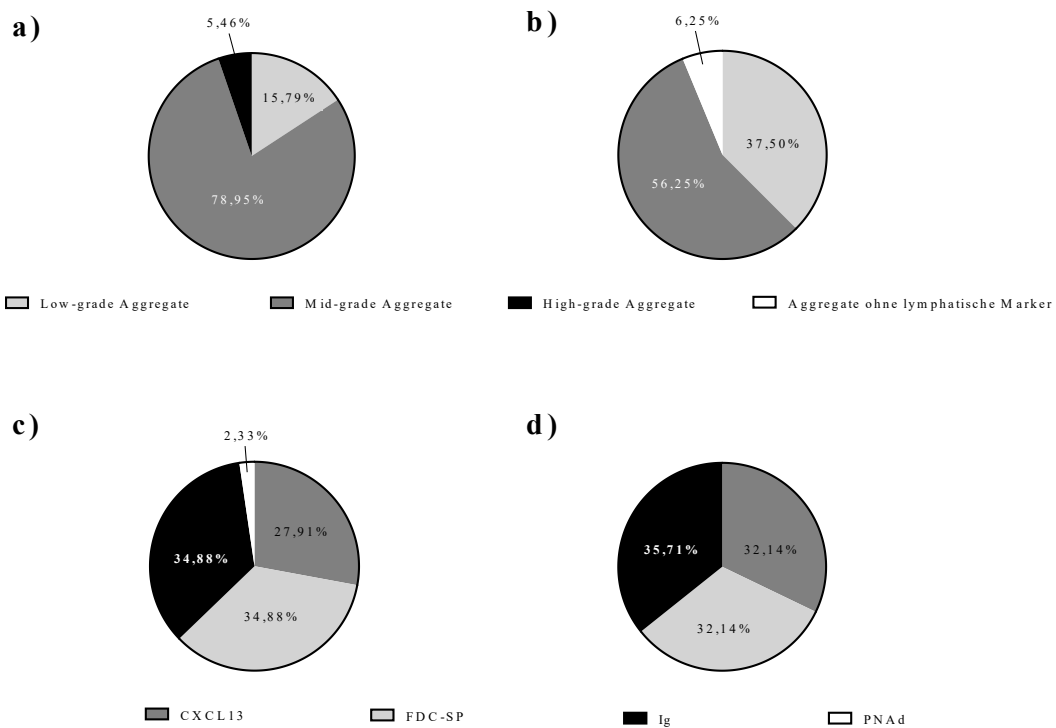 a)
5,46%
15,79%
78,95%
b)
6,25%
37,50%
56,25%
Low-grade Aggregate
Mid-grade Aggregate
High-grade Aggregate
Aggregate ohne lymphatische Marker
c)
2,33%
27,91%
34,88%
34,88%
d)
35,71%
32,14%
32,14%
CXCL13
FDC-SP
Ig
PNAd